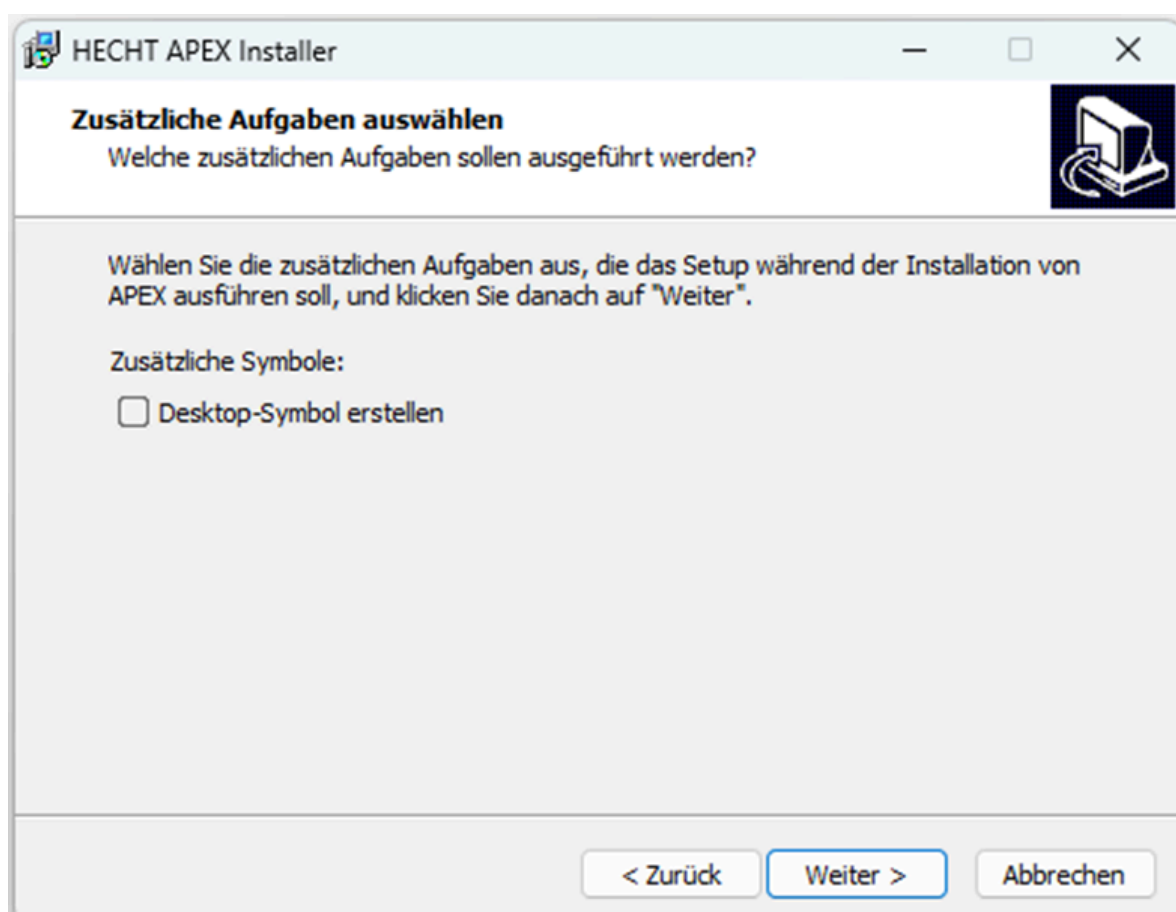 HECHT APEX Installer
Zusätzliche Aufgaben auswählen
Welche zusätzlichen Aufgaben sollen ausgeführt werden?
Wählen Sie die zusätzlichen Aufgaben aus, die das Setup während der Installation von
APEX ausführen soll, und klicken Sie danach auf "Weiter".
Zusätzliche Symbole:
Desktop-Symbol erstellen
< Zurück
Weiter >
Abbrechen